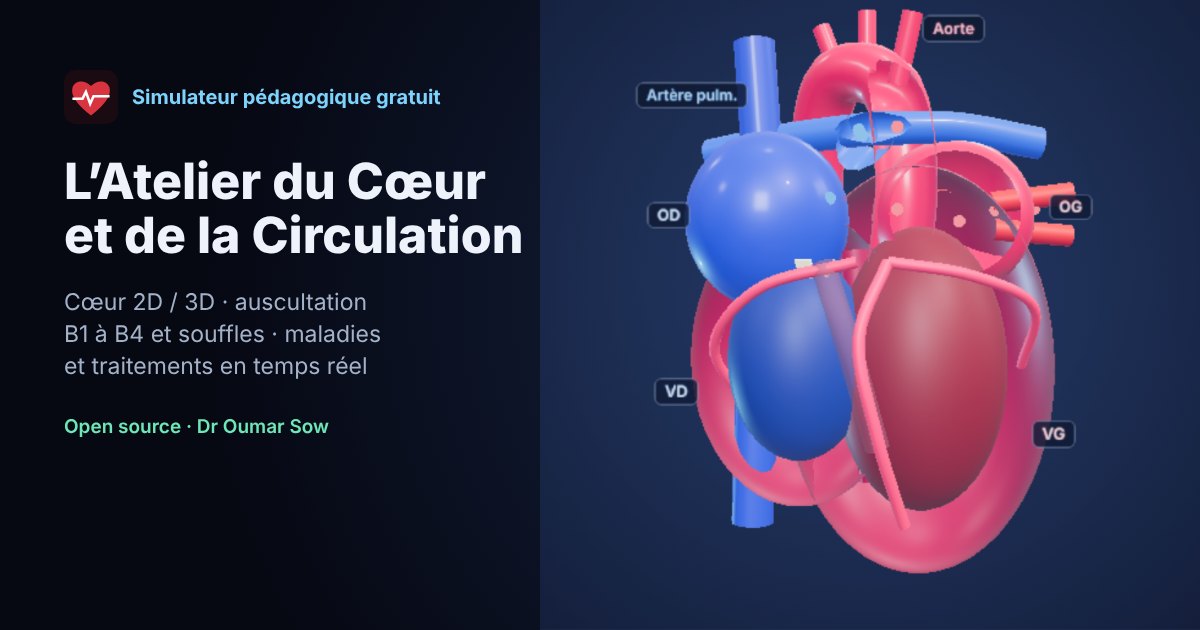 Simulateur pédagogique gratuit
L’Atelier du Cœur
et de la Circulation
Cœur 2D / 3D · auscultation
B1 à B4 et souffles · maladies
et traitements en temps réel
Open source · Dr Oumar Sow
Aorte
Artère pulm.
OD
OG
VD
VG